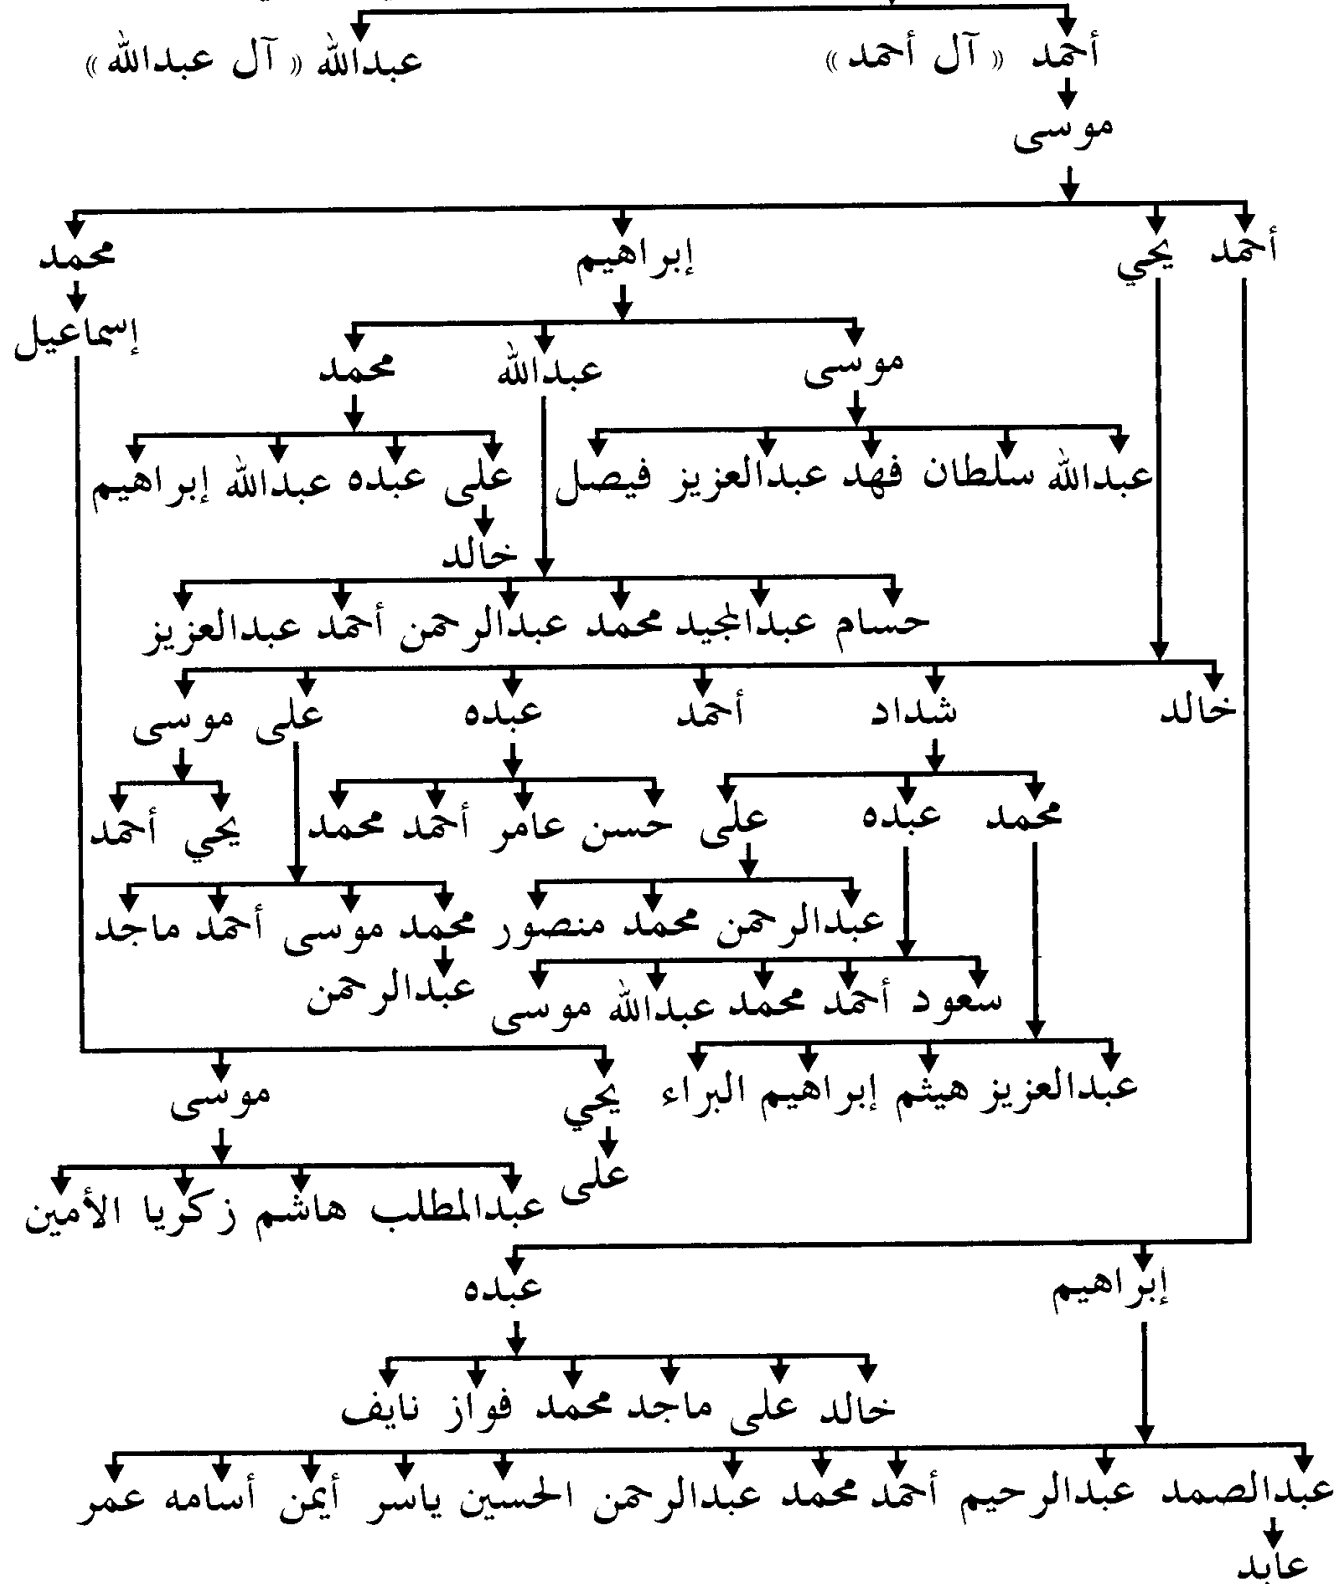 أحمد « آل أحمد » عبدالله « آل عبدالله »
موسى
أحمد يحي إبراهيم محمد
إسماعيل
موسى عبدالله محمد
عبدالله سلطان فهد عبدالعزيز فيصل على عبده عبدالله إبراهيم
خالد
حسام عبدالمجيد محمد عبدالرحمن أحمد عبدالعزيز
خالد شداد أحمد عبده على موسى
محمد عبده على حسن عامر أحمد محمد يحي أحمد
عبدالرحمن محمد منصور محمد موسى أحمد ماجد
عبدالرحمن
سعود أحمد محمد عبدالله موسى
عبدالعزيز هيثم إبراهيم البراء يحي موسى
على
عبدالمطلب هاشم زكريا الأمين
إبراهيم عبده
خالد على ماجد محمد فواز نايف
عبدالصمد عبدالرحيم أحمد محمد عبدالرحمن الحسين ياسر أيمن أسامه عمر
عابد